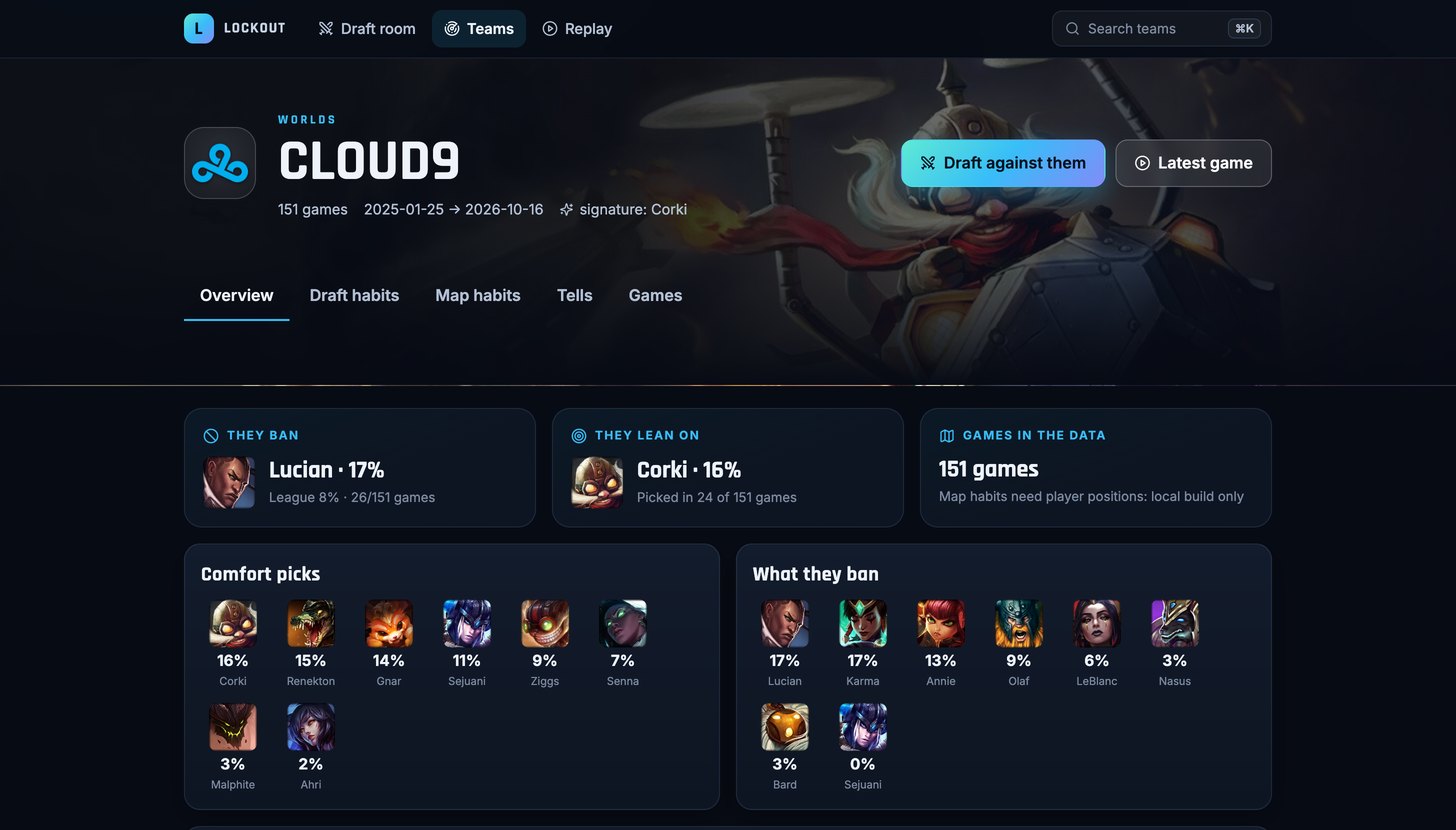 L LOCKOUT Draft room Teams Replay Search teams ⌘K
WORLDS
CLOUD9
Draft against them Latest game
151 games 2025-01-25 → 2026-10-16 signature: Corki
Overview Draft habits Map habits Tells Games
THEY BAN
Lucian · 17%
League 8% · 26/151 games
THEY LEAN ON
Corki · 16%
Picked in 24 of 151 games
GAMES IN THE DATA
151 games
Map habits need player positions: local build only
Comfort picks
16% 15% 14% 11% 9% 7%
Corki Renekton Gnar Sejuani Ziggs Senna
3% 2%
Malphite Ahri
What they ban
17% 17% 13% 9% 6% 3%
Lucian Karma Annie Olaf LeBlanc Nasus
3% 0%
Bard Sejuani